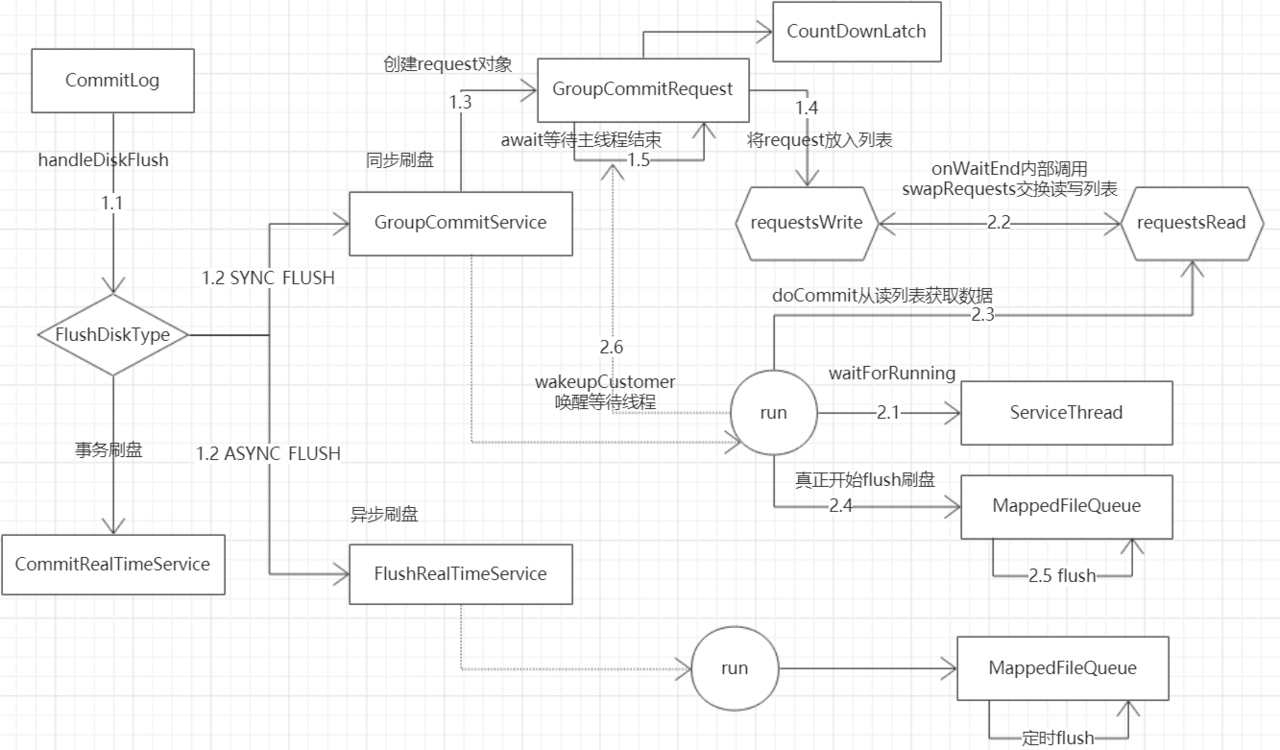 CountDownLatch
CommitLog
创建request对象
GroupCommitRequest
1.3
1.4
handleDiskFlush
同步刷盘
await等待主线程结束
1.5
将request放入列表
1.1
onWaitEnd内部调用
swapRequests交换读写列表
GroupCommitService
requestsWrite
2.2
requestsRead
1.2 SYNC FLUSH
doCommit从读列表获取数据
2.3
FlushDiskType
2.6
wakeupCustomer
唤醒等待线程
run
waitForRunning
2.1
ServiceThread
事务刷盘
1.2 ASYNC FLUSH
真正开始flush刷盘
2.4
MappedFileQueue
异步刷盘
CommitRealTimeService
FlushRealTimeService
2.5 flush
run
MappedFileQueue
定时flush